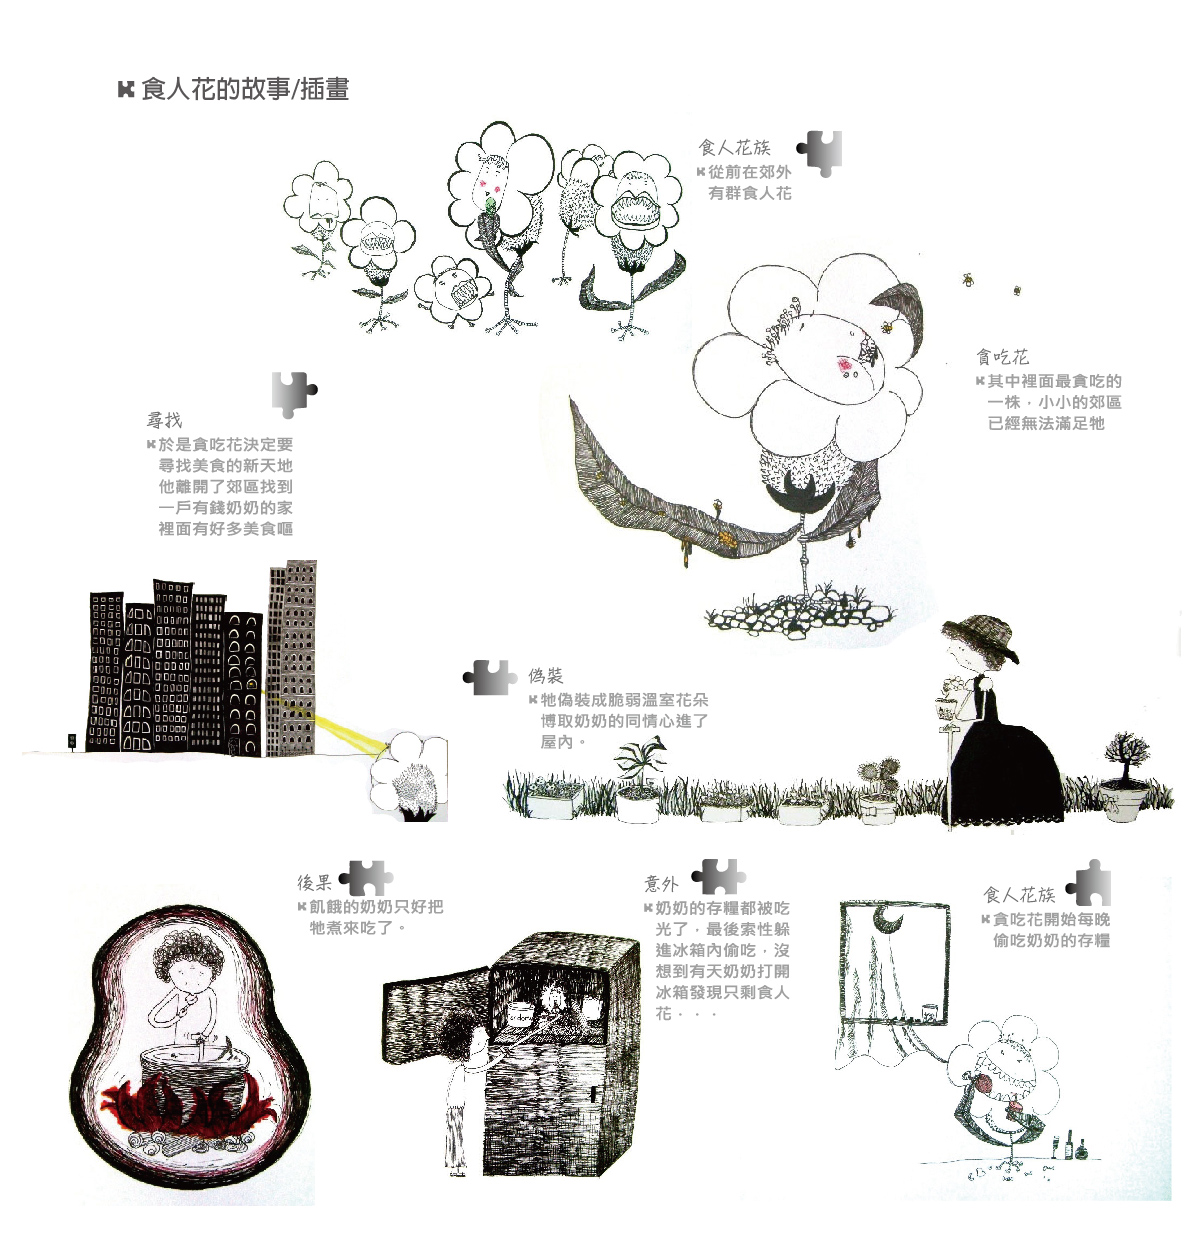 食人花的故事/插畫
食人花族
從前在郊外
有群食人花
貪吃花
其中裡面最貪吃的
一株，小小的郊區
已經無法滿足牠
尋找
於是貪吃花決定要
尋找美食的新天地
他離開了郊區找到
一戶有錢奶奶的家
裡面有好多美食嘔
偽裝
牠偽裝成脆弱溫室花朵
博取奶奶的同情心進了
屋內。
食人花族
貪吃花開始每晚
偷吃奶奶的存糧
意外
奶奶的存糧都被吃
光了，最後索性躲
進冰箱內偷吃，沒
想到有天奶奶打開
冰箱發現只剩食人
花．．．
後果
飢餓的奶奶只好把
牠煮來吃了。